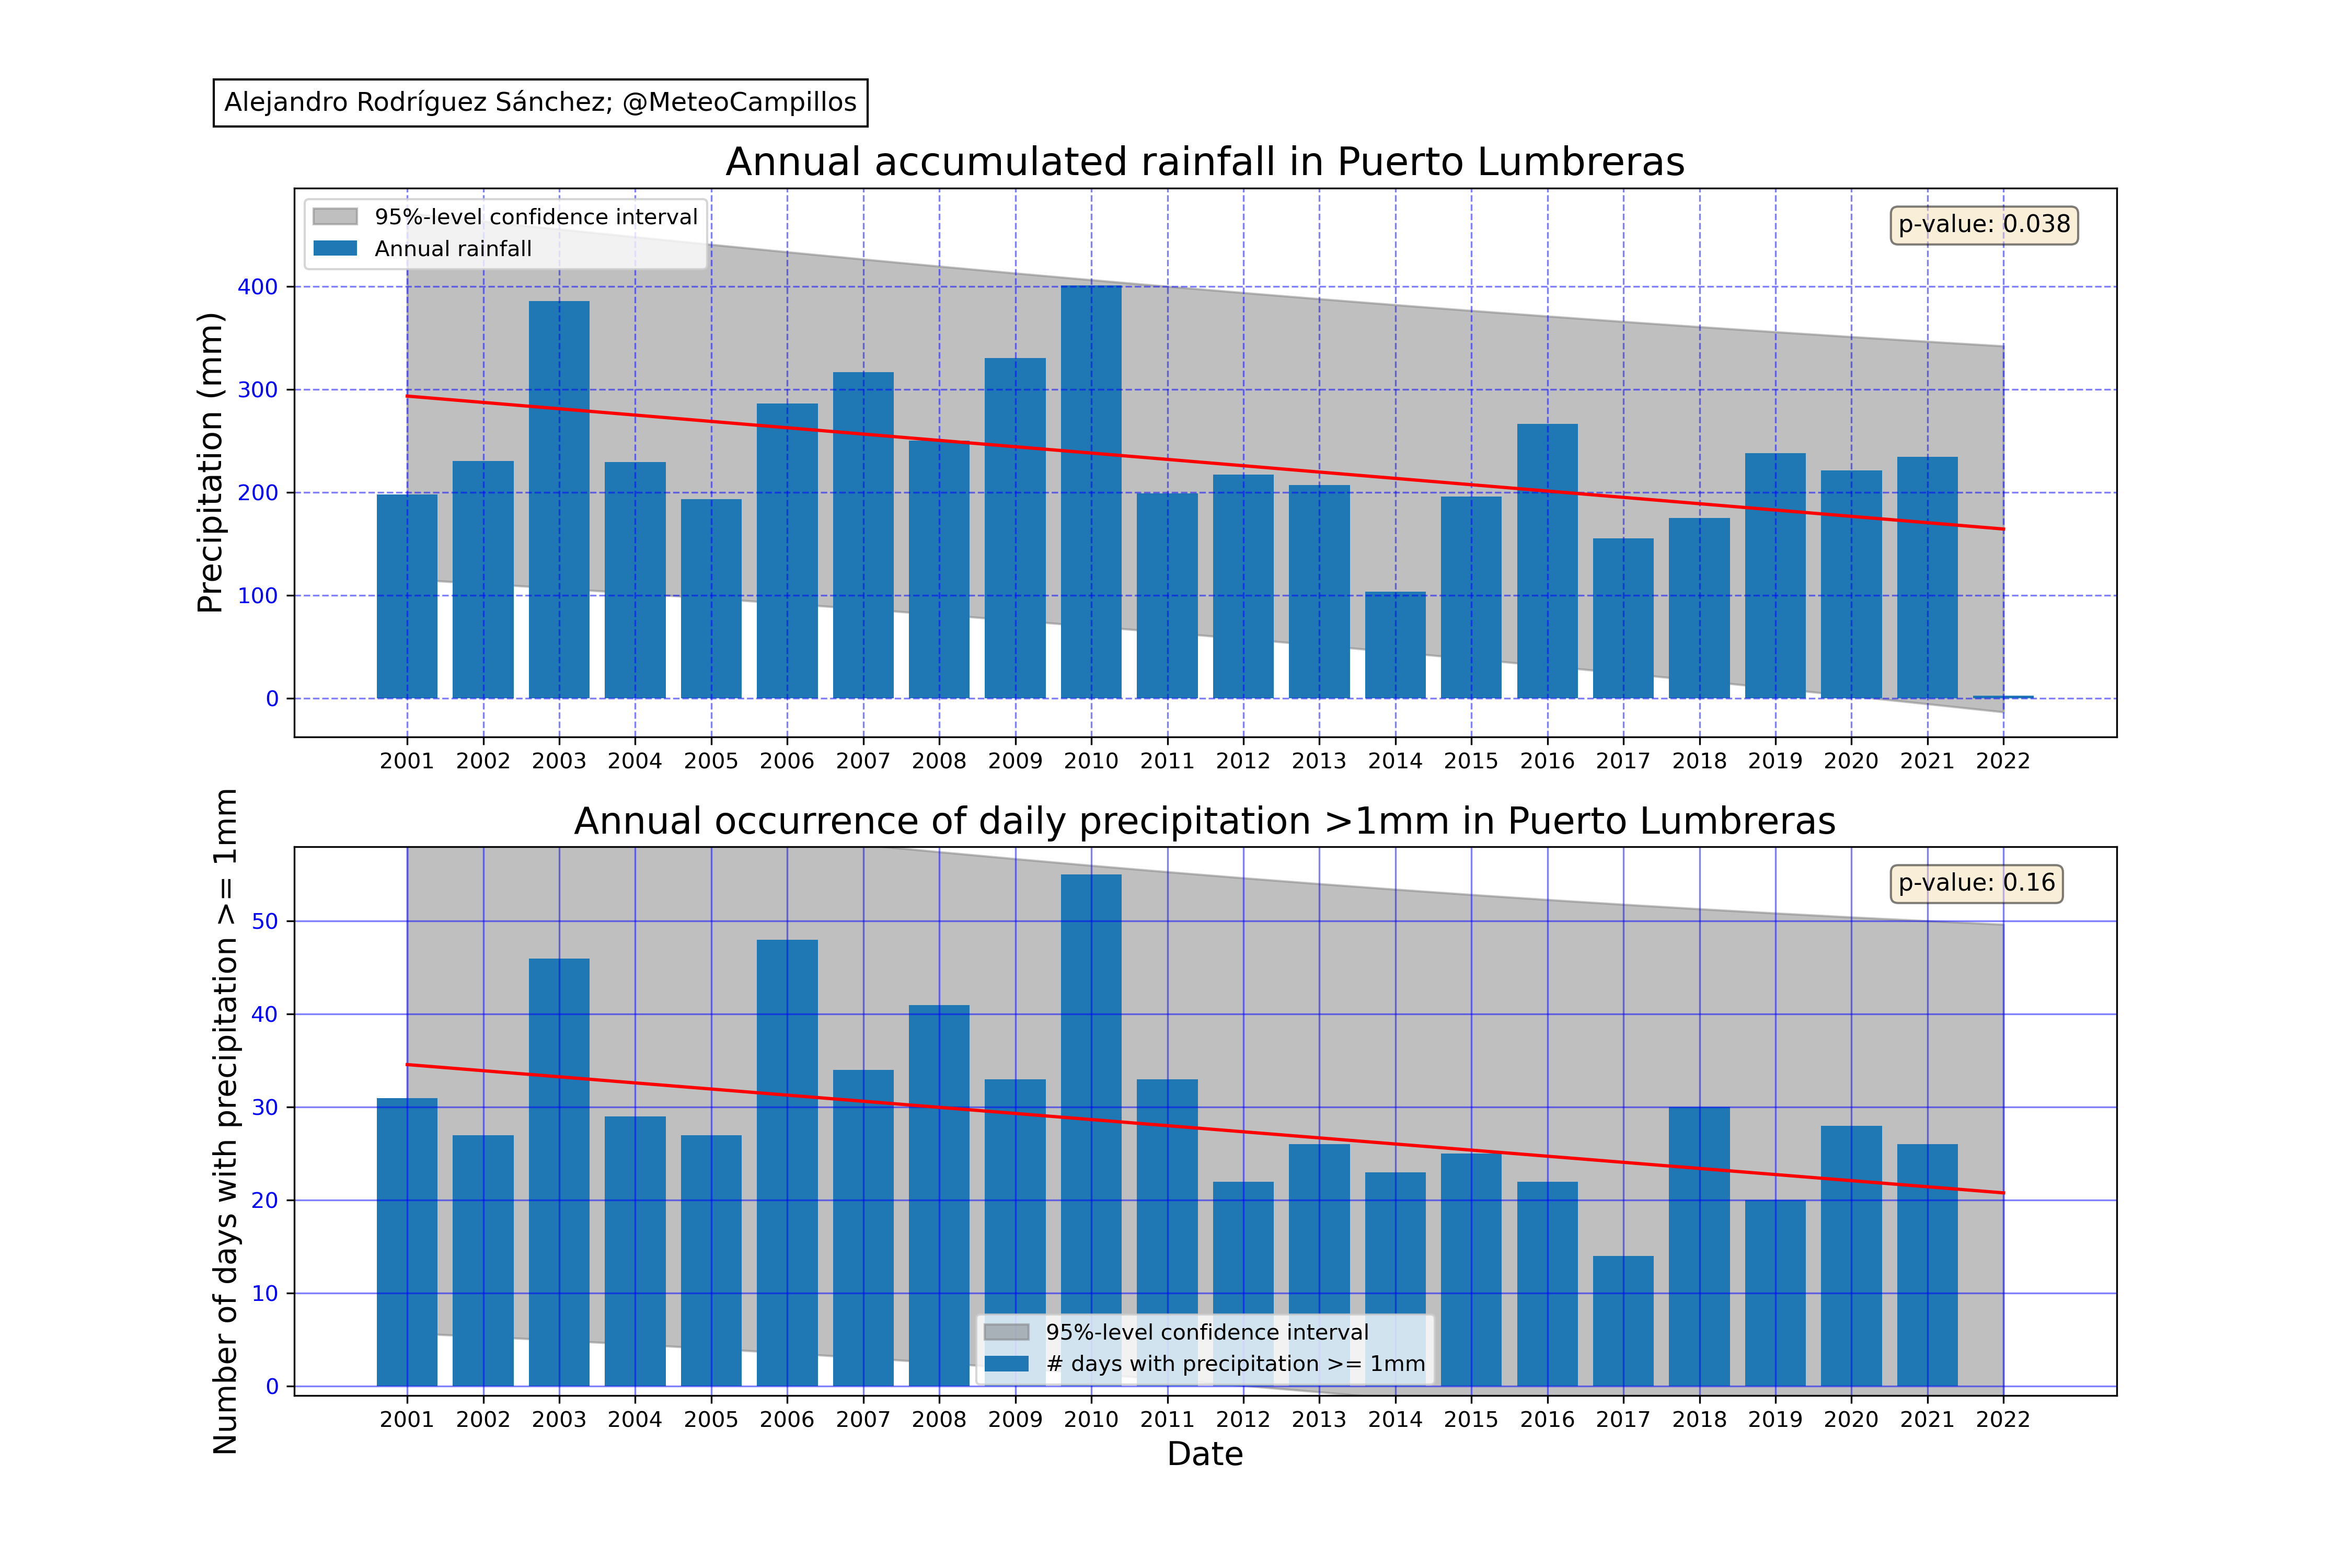 Alejandro Rodríguez Sánchez; @MeteoCampillos
Annual accumulated rainfall in Puerto Lumbreras
95%-level confidence interval
Annual rainfall
p-value: 0.038
Precipitation (mm)
400
300
200
100
0
2001 2002 2003 2004 2005 2006 2007 2008 2009 2010 2011 2012 2013 2014 2015 2016 2017 2018 2019 2020 2021 2022
Annual occurrence of daily precipitation >1mm in Puerto Lumbreras
p-value: 0.16
Number of days with precipitation >= 1mm
50
40
30
20
10
0
95%-level confidence interval
# days with precipitation >= 1mm
2001 2002 2003 2004 2005 2006 2007 2008 2009 2010 2011 2012 2013 2014 2015 2016 2017 2018 2019 2020 2021 2022
Date